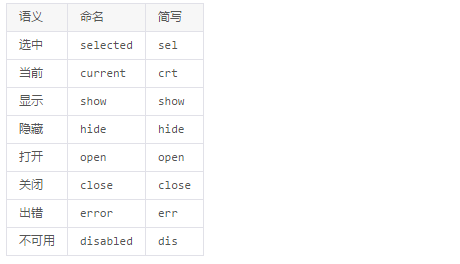 语义 命名 简写
选中 selected sel
当前 current crt
显示 show show
隐藏 hide hide
打开 open open
关闭 close close
出错 error err
不可用 disabled dis